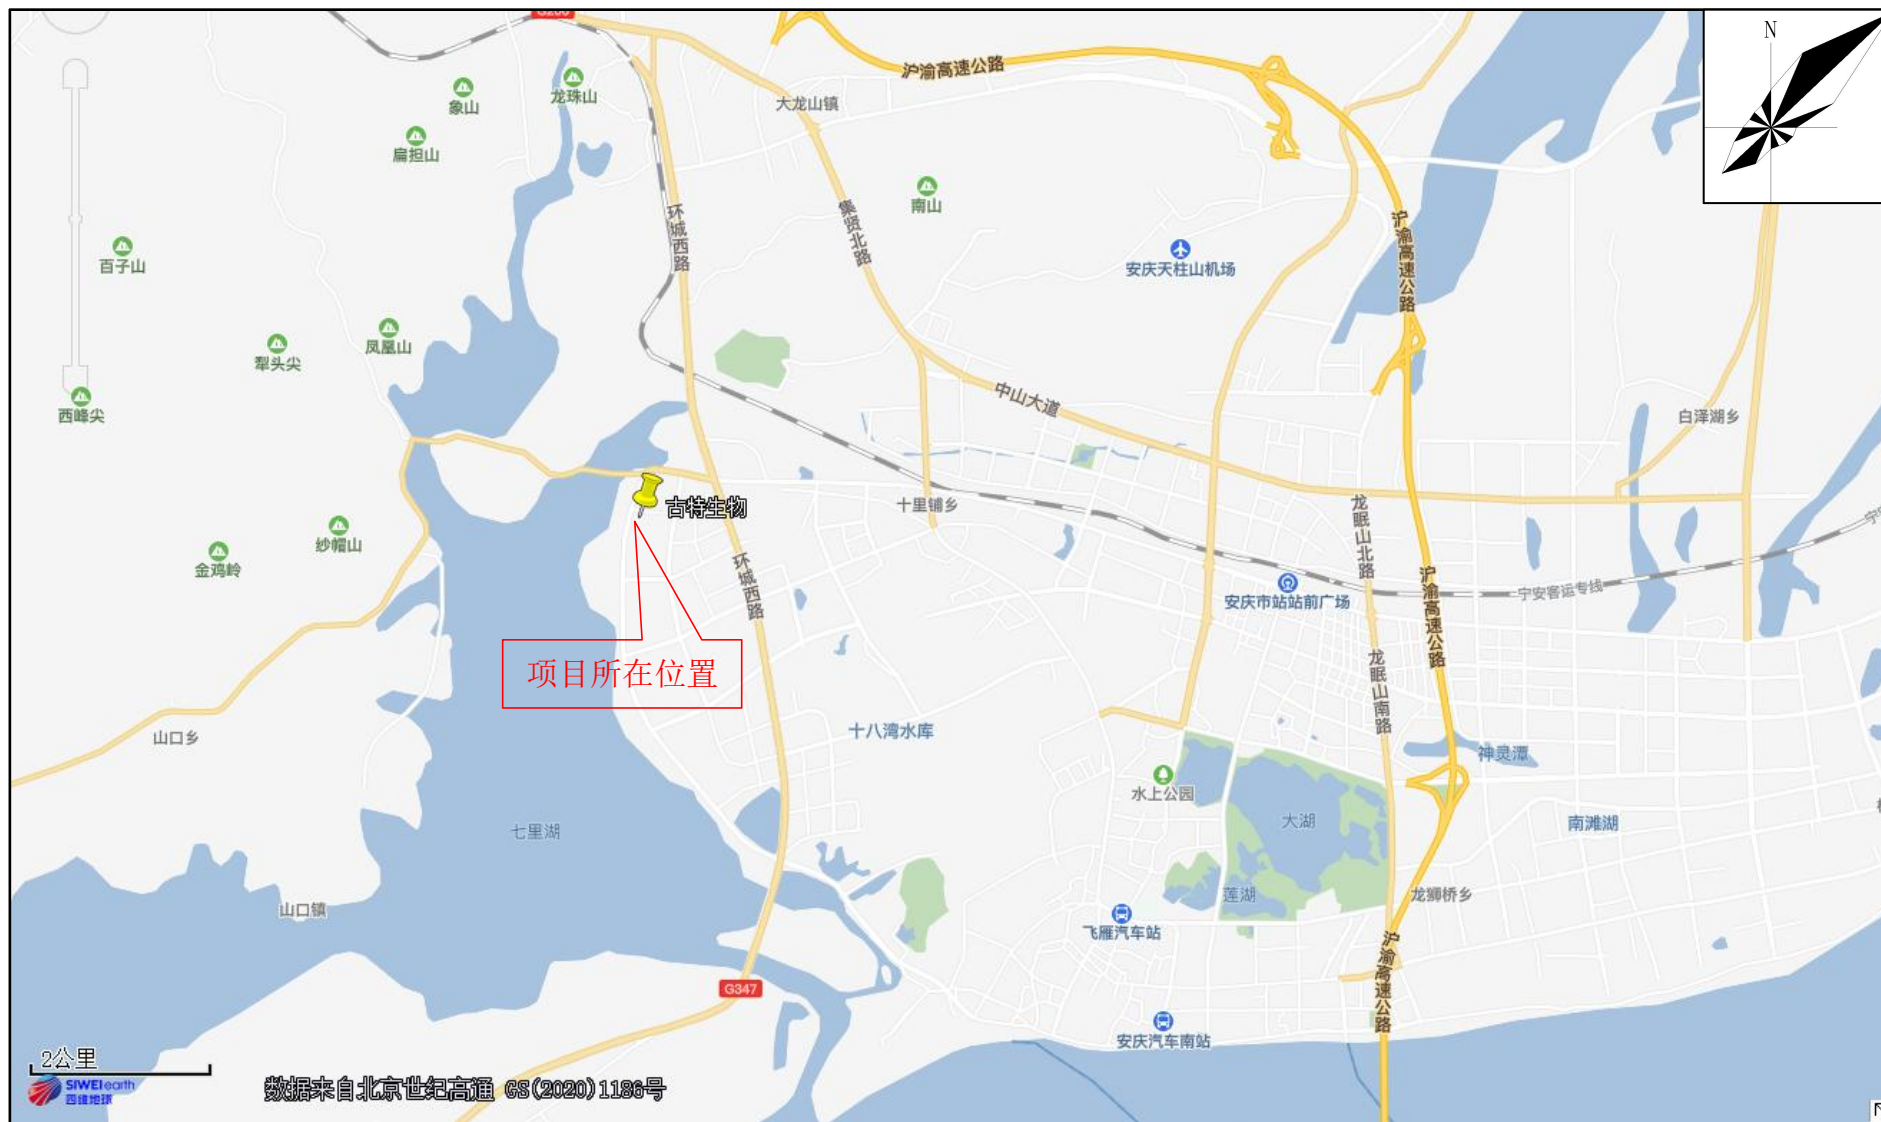 G206
N
沪渝高速公路
龙珠山
象山
大龙山镇
扁担山
南山
环城西路
集贤北路
沪渝高速公路
百子山
安庆天柱山机场
凤凰山
犁头尖
西峰尖
中山大道
白泽湖乡
古特生物
十里铺乡
龙眠山北路
纱帽山
金鸡岭
环城西路
安庆市站站前广场
宁安客运专线
沪渝高速公路
项目所在位置
龙眠山南路
山口乡
十八湾水库
神灵潭
水上公园
七里湖
大湖
南滩湖
山口镇
莲湖
龙狮桥乡
飞雁汽车站
沪渝高速公路
G347
安庆汽车南站
2公里
SIWEI earth
四维地球
数据来自北京世纪高通 GS(2020)1186号